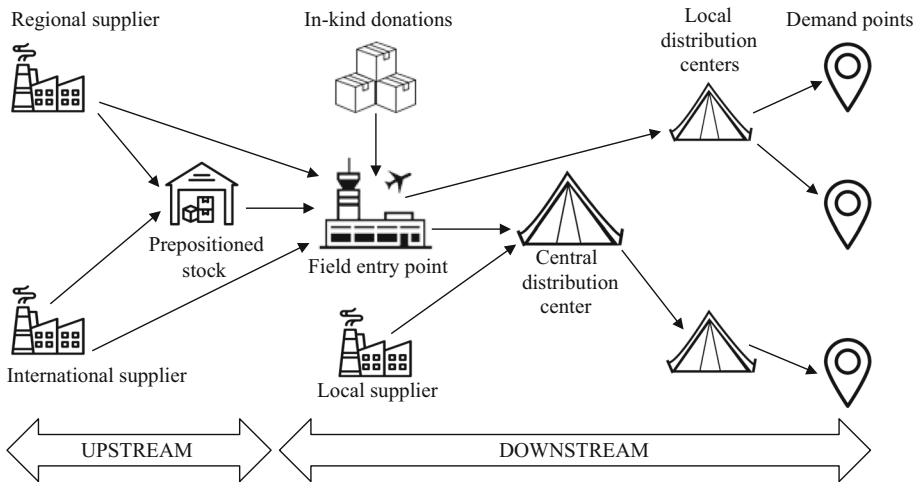 Regional supplier
In-kind donations
Local
distribution
centers
Demand points
Prepositioned
stock
Field entry point
Central
distribution
center
International supplier
Local supplier
UPSTREAM
DOWNSTREAM